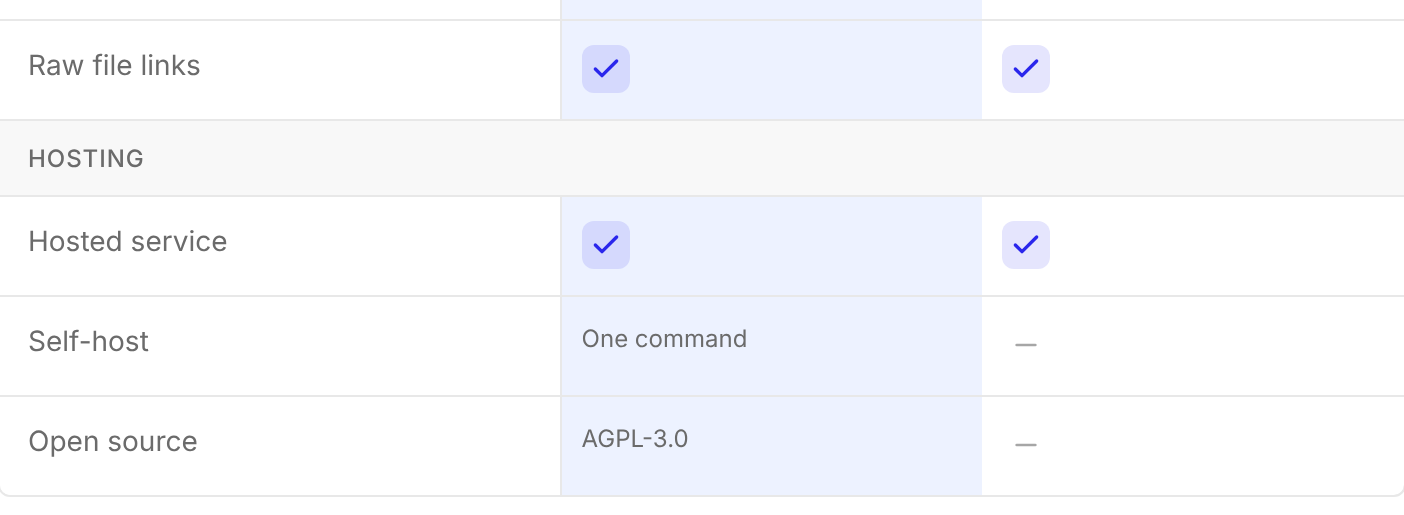 Raw file links
HOSTING
Hosted service
Self-host
One command
—
Open source
AGPL-3.0
—